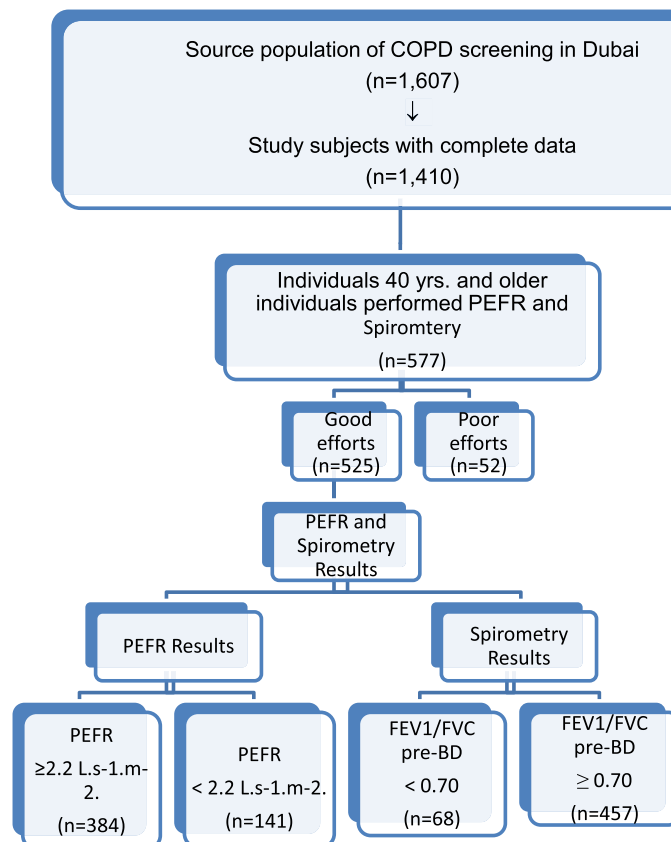 Source population of COPD screening in Dubai
(n=1,607)
↓
Study subjects with complete data
(n=1,410)
Individuals 40 yrs. and older
individuals performed PEFR and
Spiromtery
(n=577)
Good
efforts
(n=525)
Poor
efforts
(n=52)
PEFR and
Spirometry
Results
PEFR Results
Spirometry
Results
PEFR
≥2.2 L.s-1.m-
2.
(n=384)
PEFR
< 2.2 L.s-1.m-2.
(n=141)
FEV1/FVC
pre-BD
< 0.70
(n=68)
FEV1/FVC
pre-BD
≥ 0.70
(n=457)